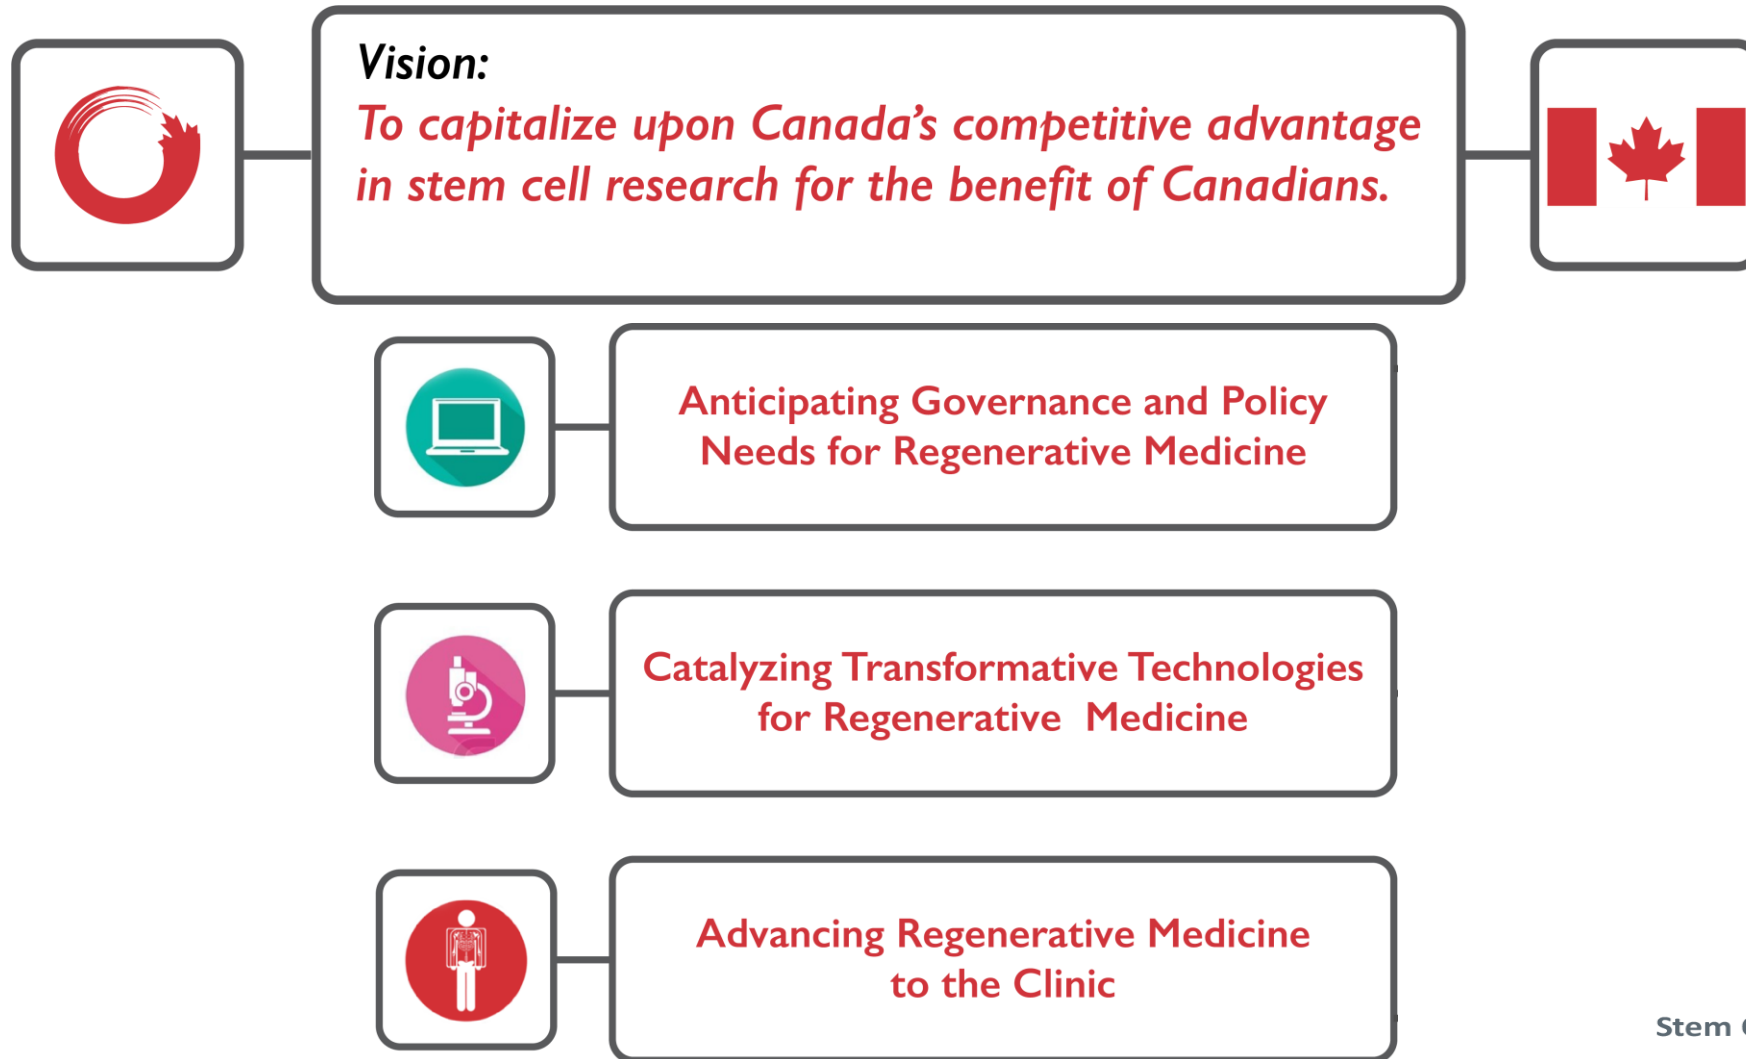 Vision:
To capitalize upon Canada’s competitive advantage
in stem cell research for the benefit of Canadians.
Anticipating Governance and Policy
Needs for Regenerative Medicine
Catalyzing Transformative Technologies
for Regenerative Medicine
Advancing Regenerative Medicine
to the Clinic
Stem